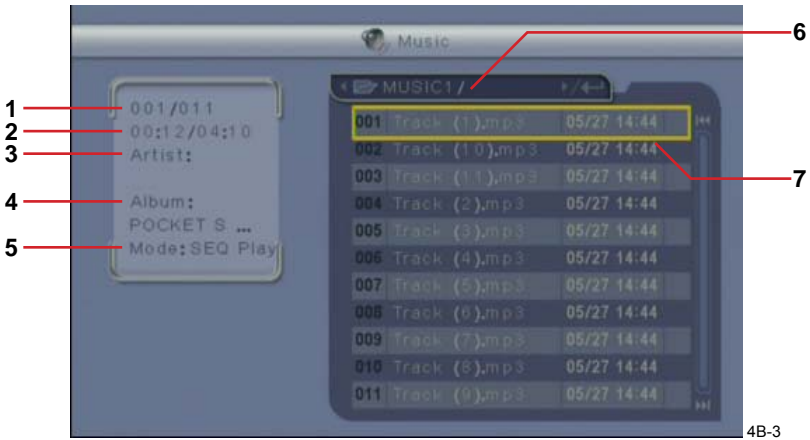 6
Music
1
001/011
2
00:12/04:10
3
Artist:
4
Album:
POCKET S ...
5
Mode:SEQ Play
MUSIC1/
7
001 Track (1).mp3 05/27 14:44
002 Track (10).mp3 05/27 14:44
003 Track (11).mp3 05/27 14:44
004 Track (2).mp3 05/27 14:44
005 Track (3).mp3 05/27 14:44
006 Track (4).mp3 05/27 14:44
007 Track (5).mp3 05/27 14:44
008 Track (6).mp3 05/27 14:44
009 Track (7).mp3 05/27 14:44
010 Track (8).mp3 05/27 14:44
011 Track (9).mp3 05/27 14:44
4B-3